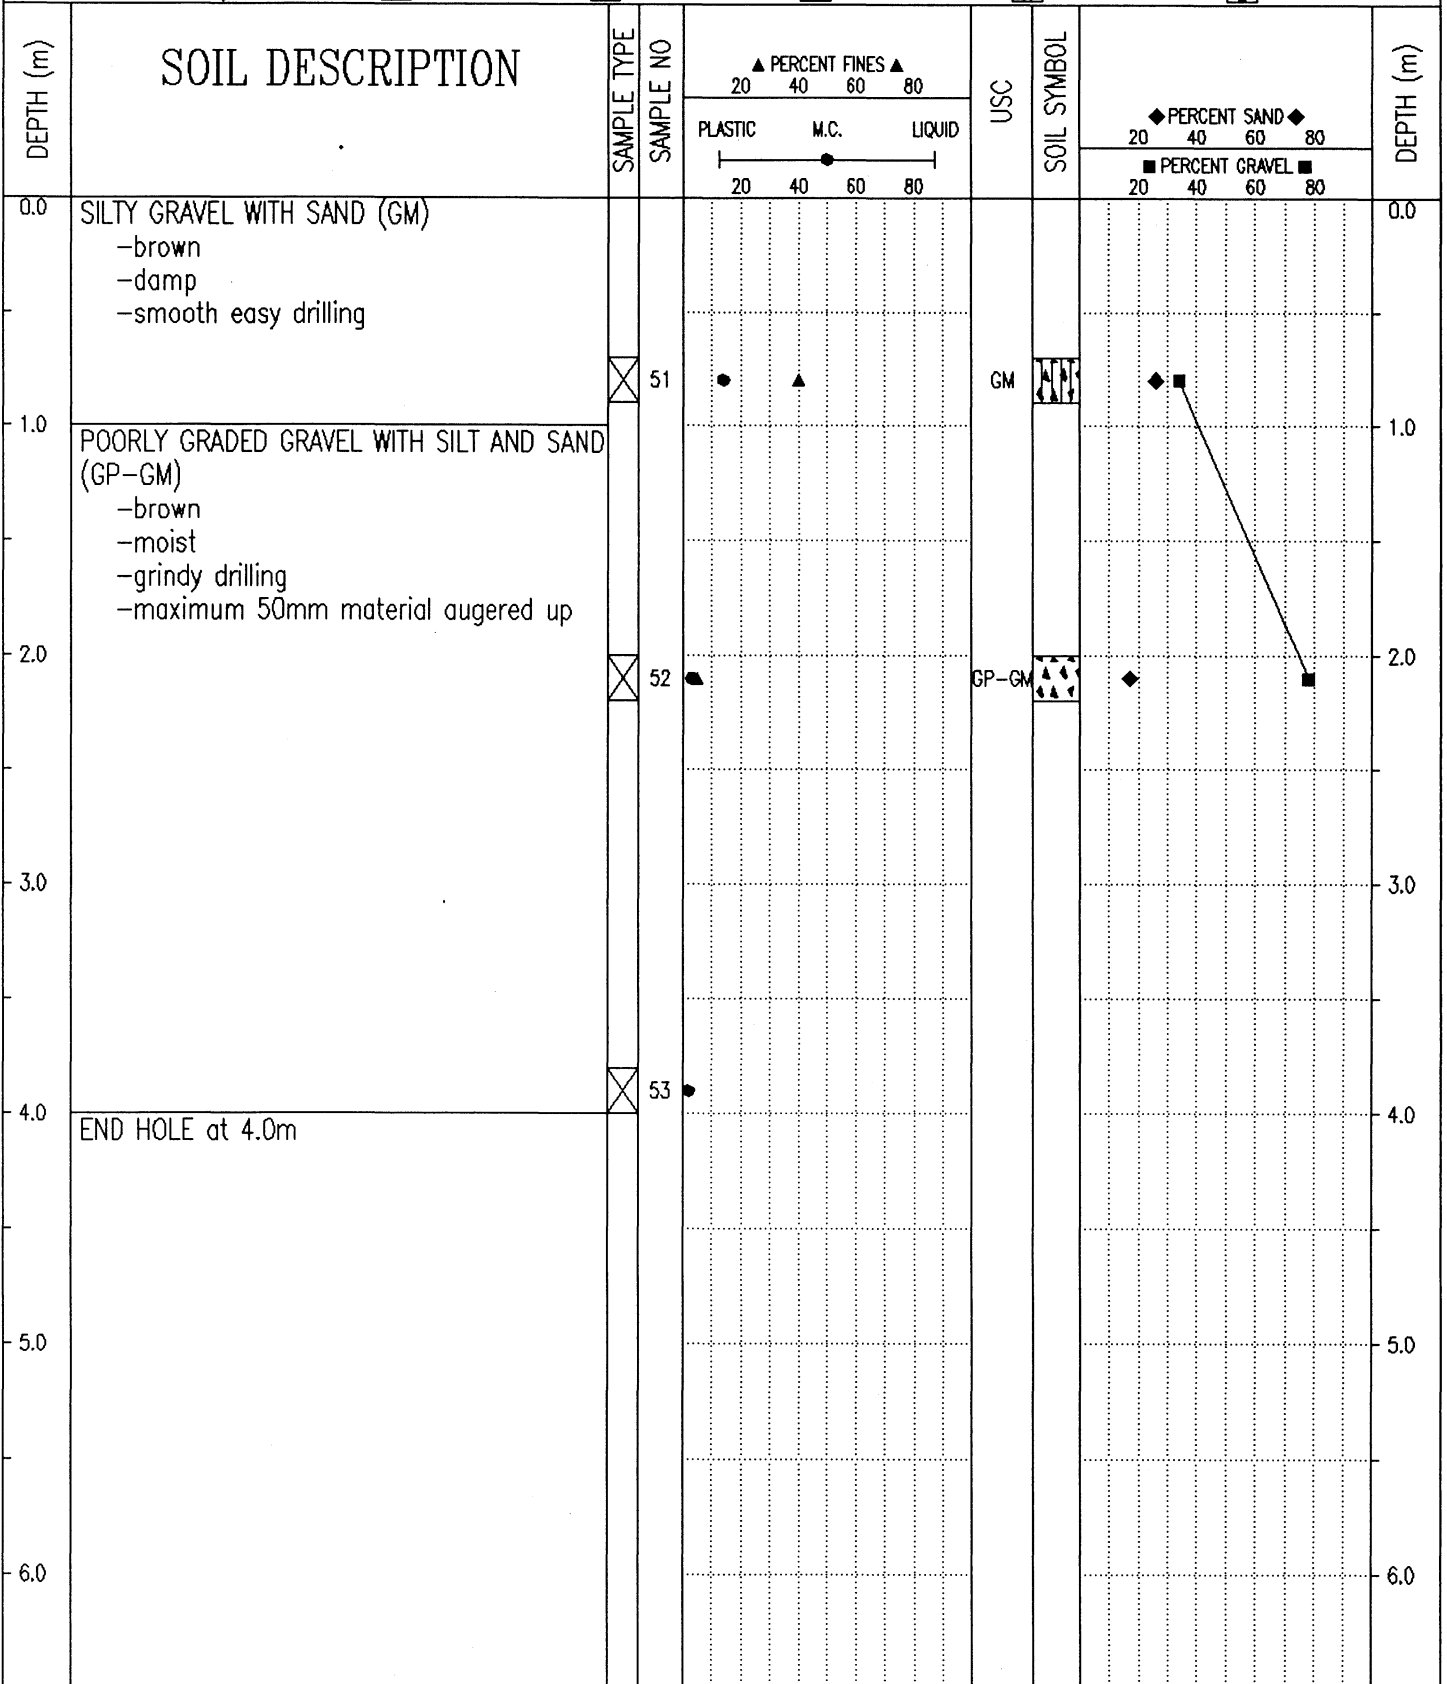 DEPTH (m)
SOIL DESCRIPTION
SAMPLE TYPE
SAMPLE NO
▲ PERCENT FINES ▲
20 40 60 80
PLASTIC M.C. LIQUID
20 40 60 80
USC
SOIL SYMBOL
◆ PERCENT SAND ◆
20 40 60 80
■ PERCENT GRAVEL ■
20 40 60 80
DEPTH (m)
0.0 SILTY GRAVEL WITH SAND (GM) 0.0
-brown
-damp
-smooth easy drilling
51 GM
1.0 1.0
POORLY GRADED GRAVEL WITH SILT AND SAND
(GP-GM)
-brown
-moist
-grindy drilling
-maximum 50mm material augered up
2.0 2.0
52 GP-GM
3.0 3.0
53
4.0 4.0
END HOLE at 4.0m
5.0 5.0
6.0 6.0